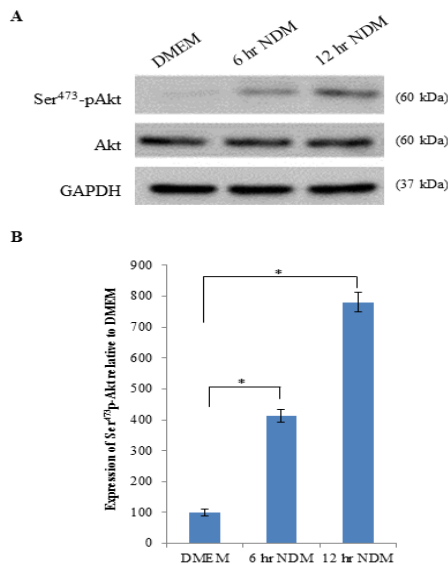 A
DMEM 6 hr NDM 12 hr NDM
Ser473-pAkt (60 kDa)
Akt (60 kDa)
GAPDH (37 kDa)
B
Expression of Ser473p-Akt relative to DMEM
900
800
700
600
500
400
300
200
100
0
*
*
DMEM 6 hr NDM 12 hr NDM